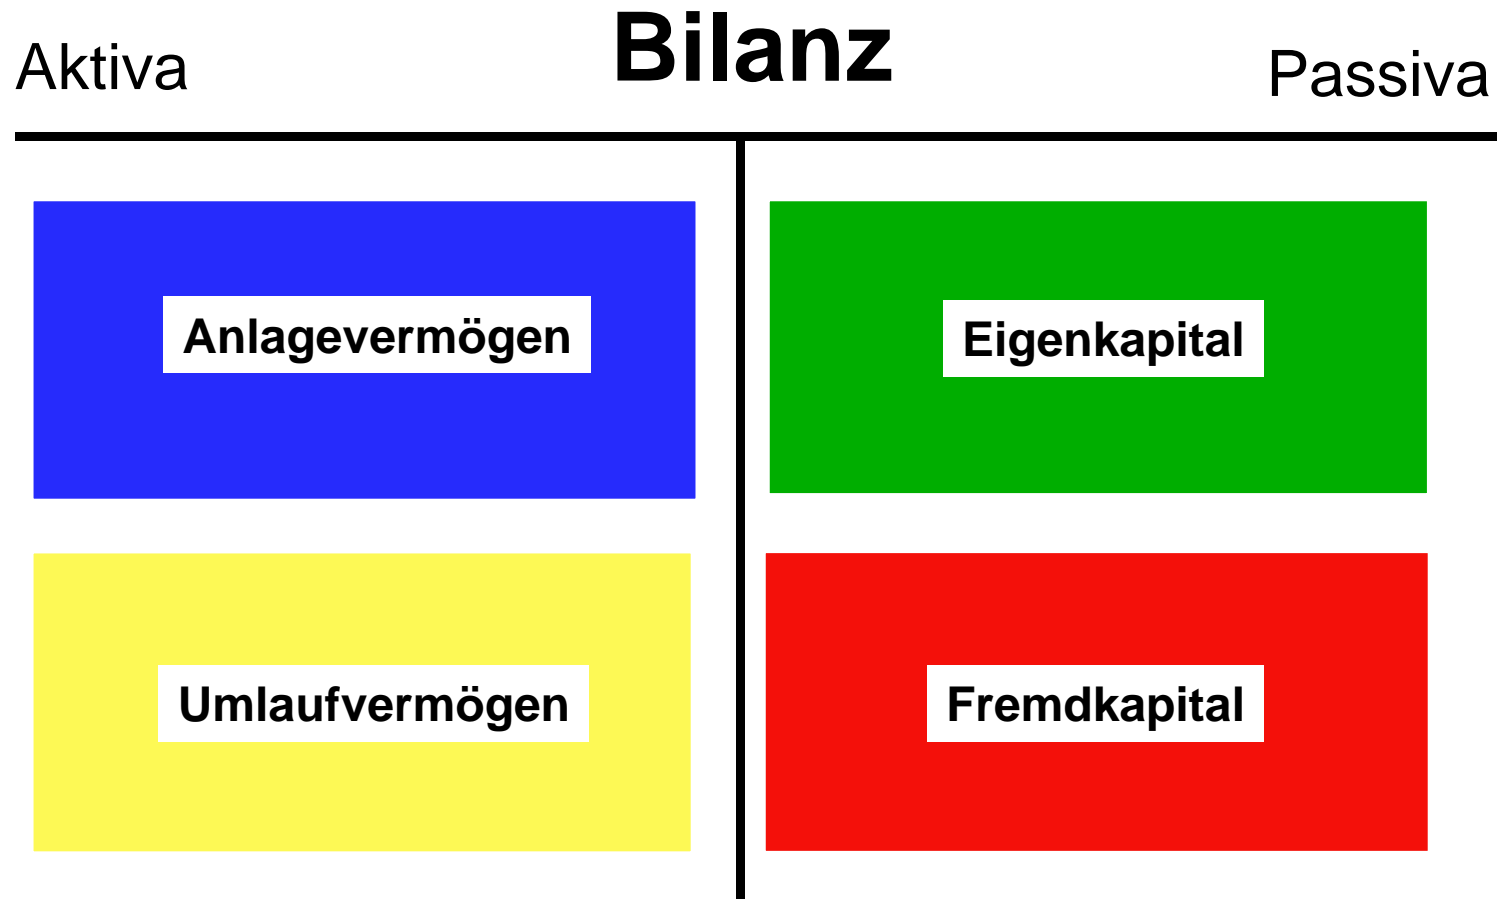 Aktiva
Bilanz
Passiva
Anlagevermögen
Eigenkapital
Umlaufvermögen
Fremdkapital